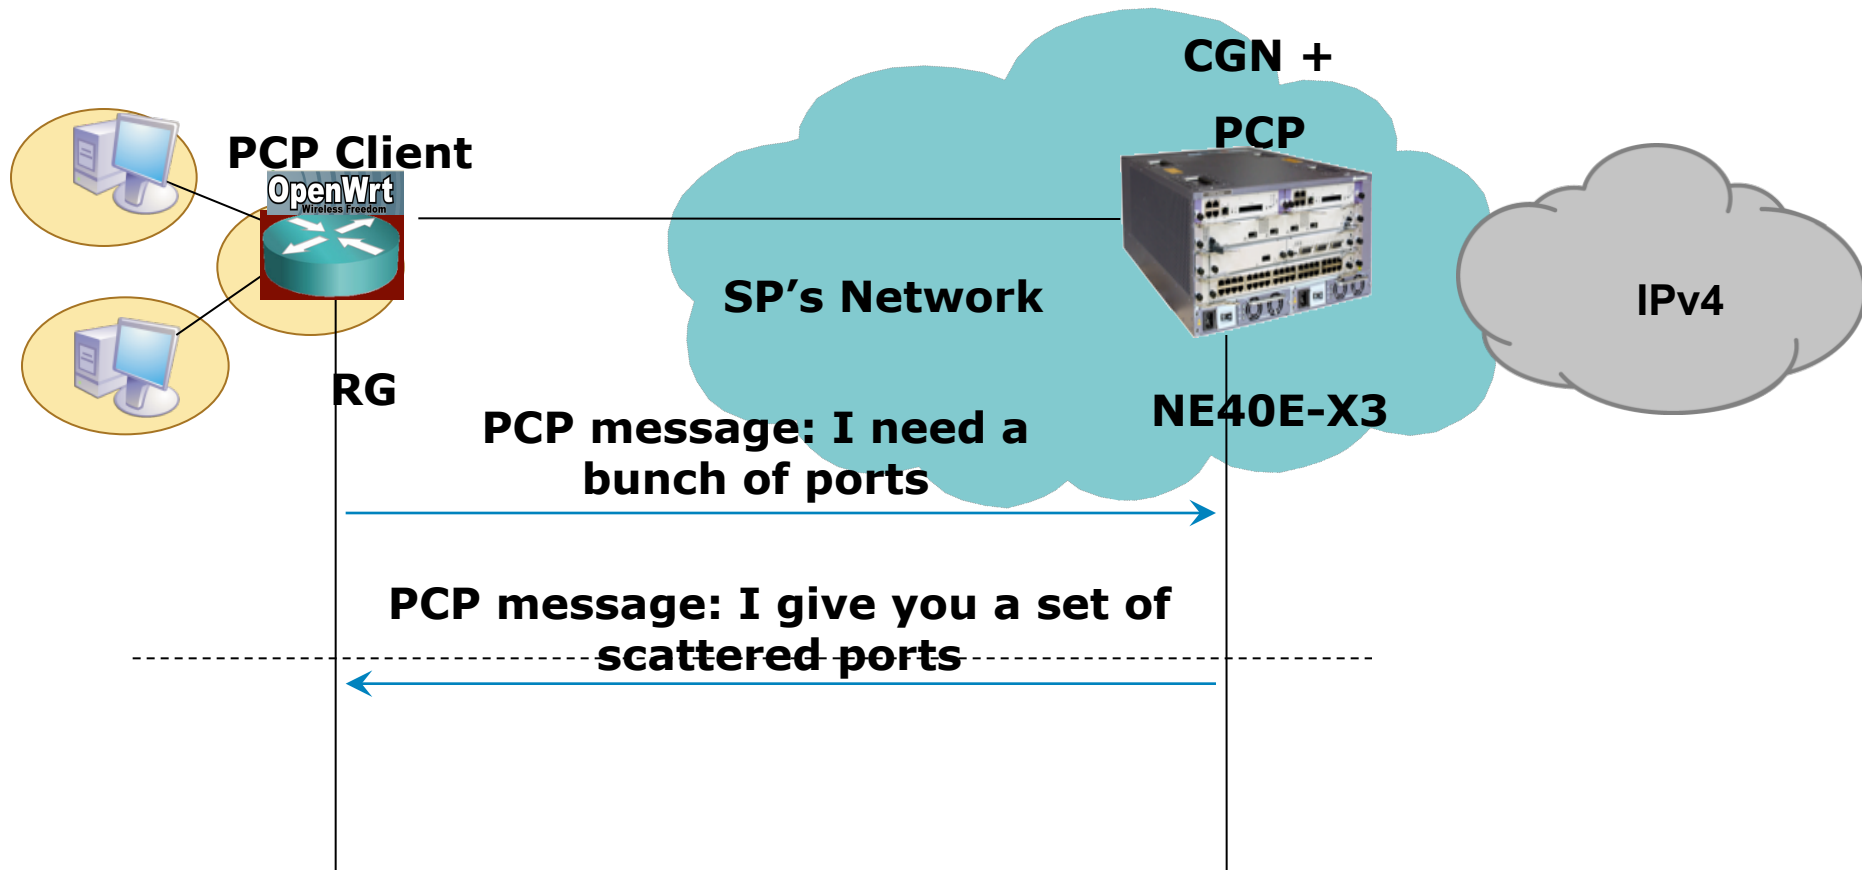 CGN +
PCP
PCP Client
OpenWrt
Wireless Freedom
SP’s Network
IPv4
RG
NE40E-X3
PCP message: I need a
bunch of ports
PCP message: I give you a set of
scattered ports